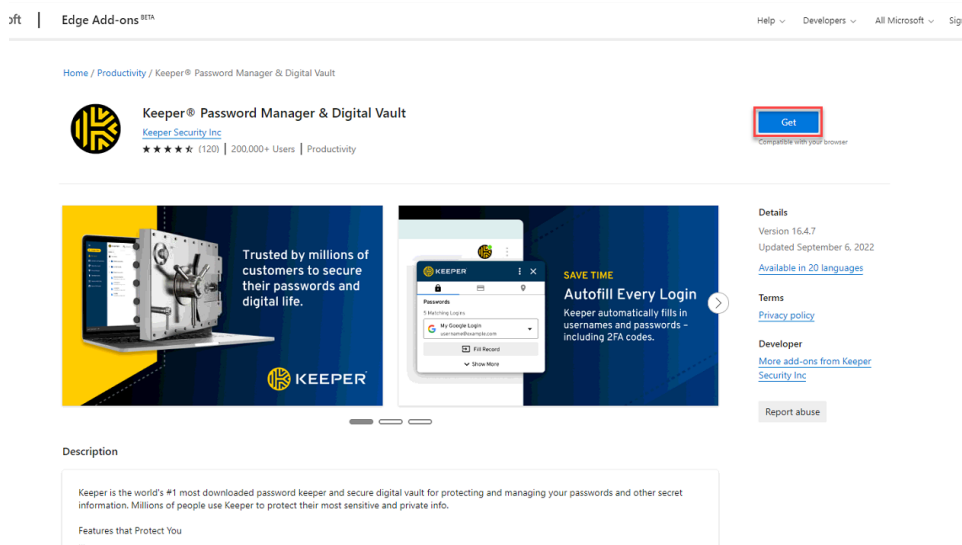 Edge Add-ons BETA
Help
Developers
All Microsoft
Home / Productivity / Keeper® Password Manager & Digital Vault
Keeper® Password Manager & Digital Vault
Keeper Security Inc
(120) | 200,000+ Users | Productivity
Get
Compatible with your browser
Trusted by millions of
customers to secure
their passwords and
digital life.
KEEPER
KEEPER
Passwords
5 Matching Logins
My Google Login
username@example.com
Fill Record
Show More
SAVE TIME
Autofill Every Login
Keeper automatically fills in
usernames and passwords –
including 2FA codes.
Details
Version 16.4.7
Updated September 6, 2022
Available in 20 languages
Terms
Privacy policy
Developer
More add-ons from Keeper
Security Inc
Report abuse
Description
Keeper is the world's #1 most downloaded password keeper and secure digital vault for protecting and managing your passwords and other secret
information. Millions of people use Keeper to protect their most sensitive and private info.
Features that Protect You